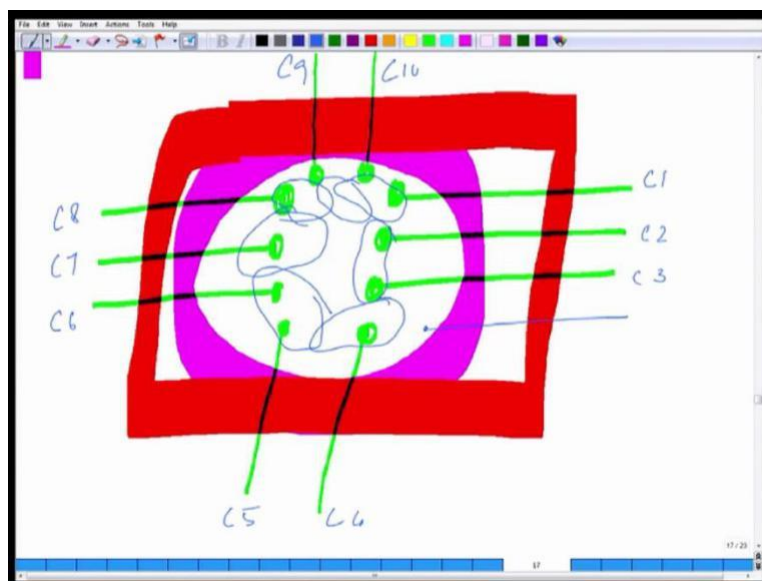 File Edit View Insert Actions Tools Help
C9 C10
C8 C1
C7 C2
C6 C3
C5 C4
17 / 23
17